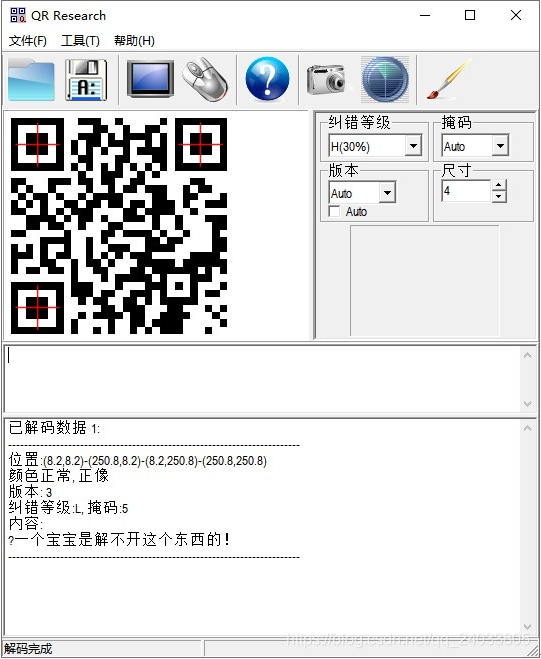 QR Research
文件(F) 工具(T) 帮助(H)
A:
纠错等级 掩码
H(30%) Auto
版本 尺寸
Auto 4
Auto
已解码数据 1:
---------------------------------------------------------------------------
位置:(8.2,8.2)-(250.8,8.2)-(8.2,250.8)-(250.8,250.8)
颜色正常, 正像
版本: 3
纠错等级:L, 掩码:5
内容:
?一个宝宝是解不开这个东西的！
---------------------------------------------------------------------------
解码完成
https://blog.csdn.net/qq_24033605